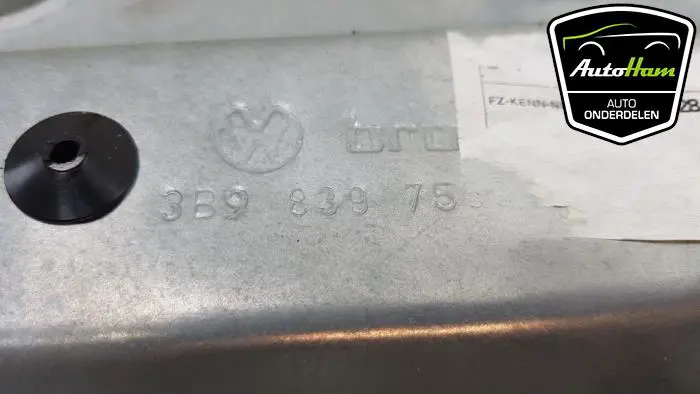 AutoHam
AUTO
ONDERDELEN
FZ-KENN-N
28
bro
3B9 839 75